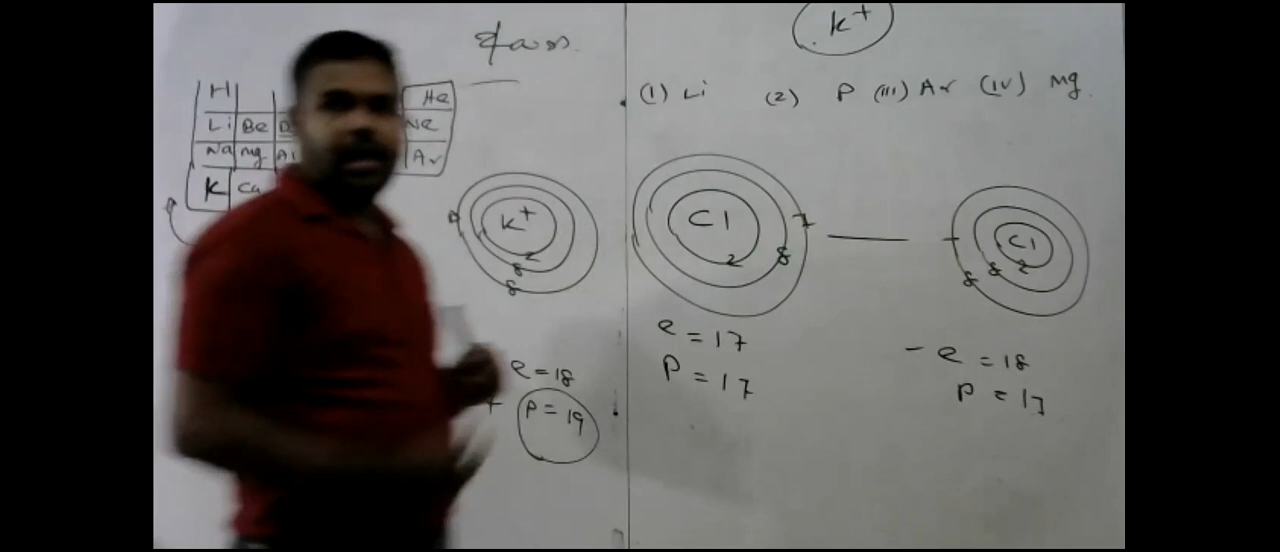 K+
(1) Li (2) P (iii) Ar (iv) Mg
H He
Li Be Ne
Na Mg Al Ar
K Ca
K+
2
8
8
e = 18
+ P = 19
Cl
2
8
7
e = 17
P = 17
Cl
2
8
8
-
- e = 18
P = 17